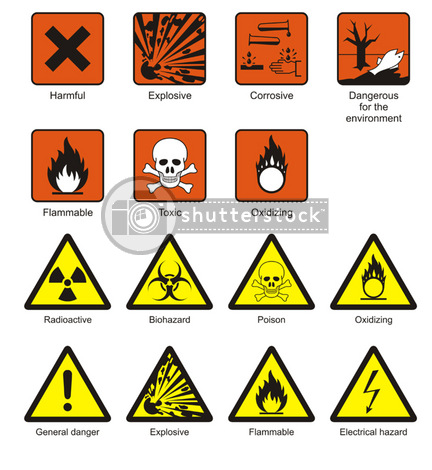 Harmful
Explosive
Corrosive
Dangerous
for the
environment
Flammable
Toxic
Oxidizing
shutterstock
Radioactive
Biohazard
Poison
Oxidizing
General danger
Explosive
Flammable
Electrical hazard